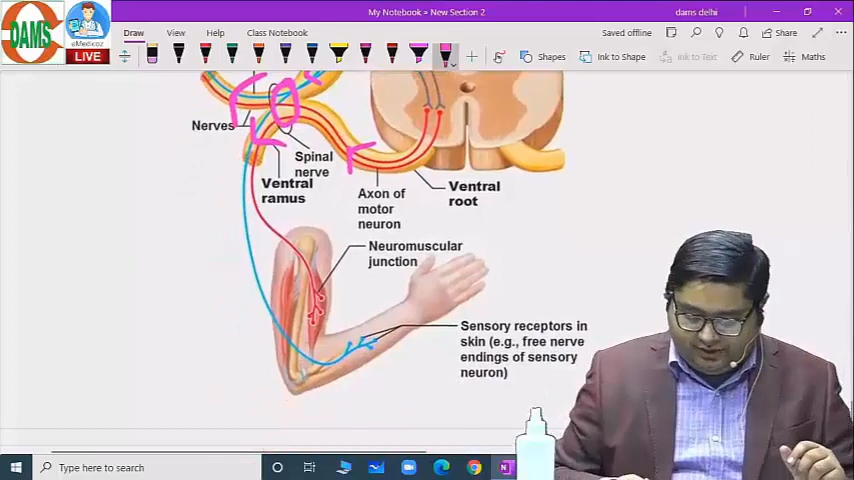 My Notebook » New Section 2
dams delhi
DAMS
eMedicoz
LIVE
Draw
View
Help
Class Notebook
Saved offline
Share
Shapes
Ink to Shape
Ink to Text
Ruler
Maths
Nerves
Spinal
nerve
Ventral
ramus
Axon of
motor
neuron
Ventral
root
Neuromuscular
junction
Sensory receptors in
skin (e.g., free nerve
endings of sensory
neuron)
Type here to search